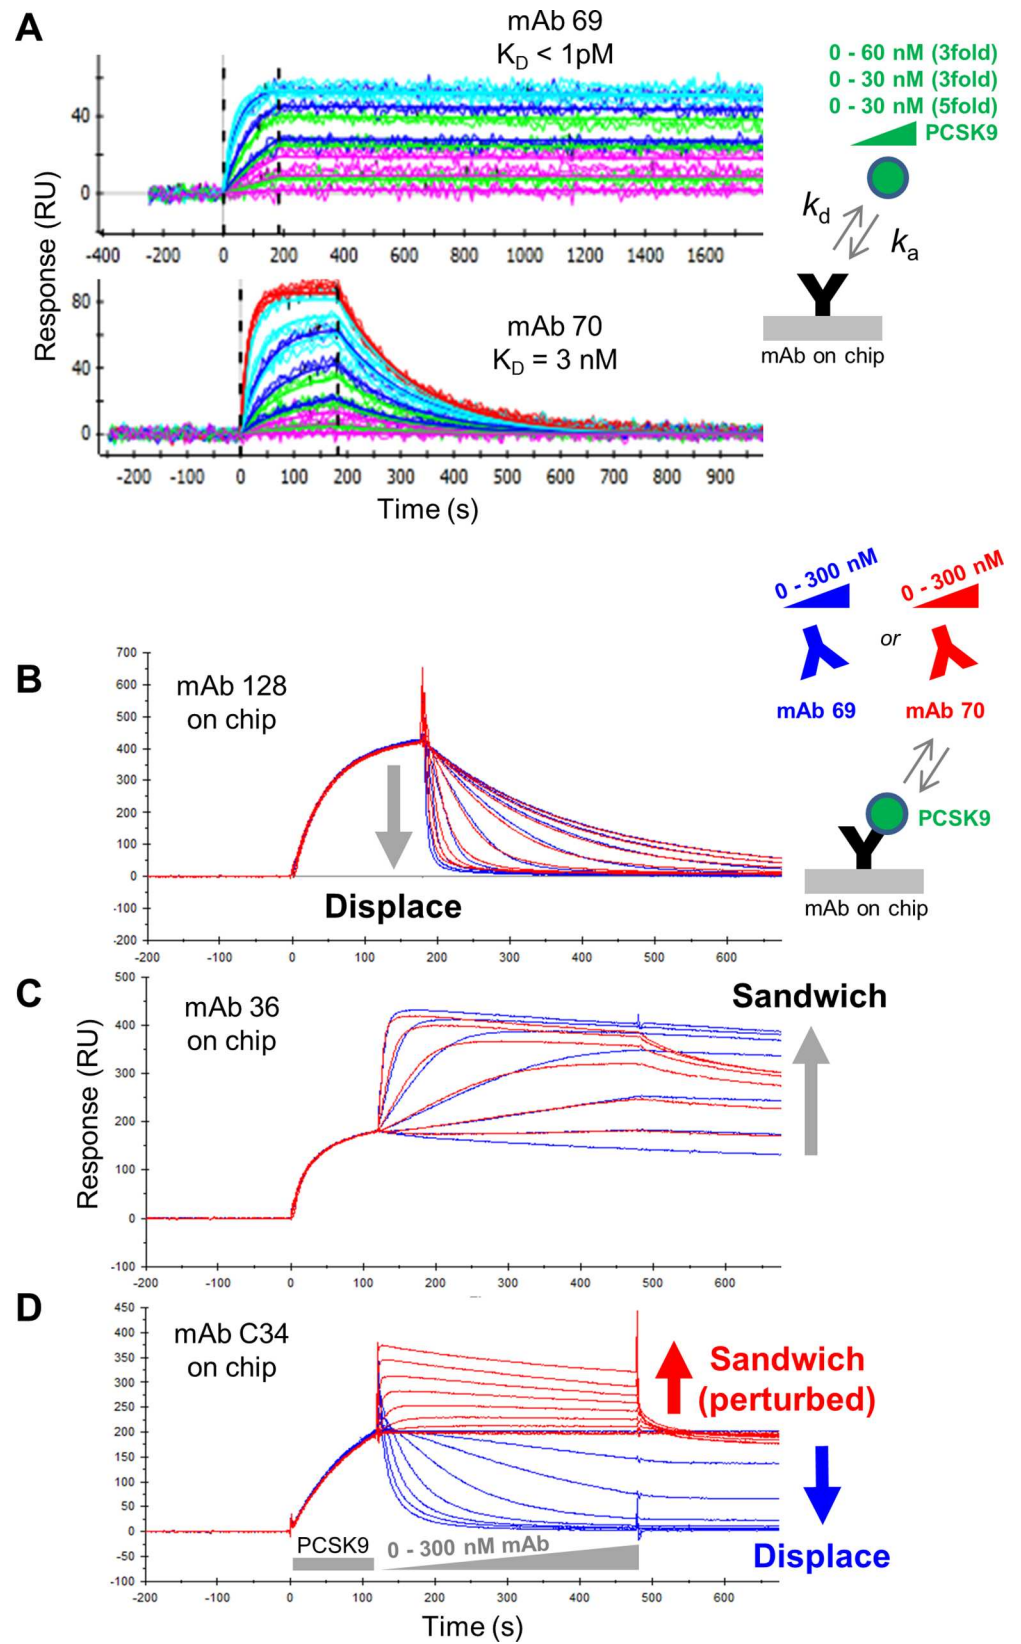 A
mAb 69
K_D < 1pM
0 - 60 nM (3fold)
0 - 30 nM (3fold)
0 - 30 nM (5fold)
PCSK9
k_d
k_a
mAb on chip
Response (RU)
40
0
-400 -200 0 200 400 600 800 1000 1200 1400 1600
mAb 70
K_D = 3 nM
80
40
0
-200 -100 0 100 200 300 400 500 600 700 800 900
Time (s)
0 - 300 nM
or
0 - 300 nM
mAb 69
mAb 70
PCSK9
mAb on chip
B
mAb 128
on chip
700
600
500
400
300
200
100
0
-100
-200
-200 -100 0 100 200 300 400 500 600
Displace
C
mAb 36
on chip
Sandwich
Response (RU)
500
400
300
200
100
0
-100
-200 -100 0 100 200 300 400 500 600
D
mAb C34
on chip
450
400
350
300
250
200
150
100
50
0
-50
-100
Sandwich
(perturbed)
Displace
PCSK9
0 - 300 nM mAb
-200 -100 0 100 200 300 400 500 600
Time (s)